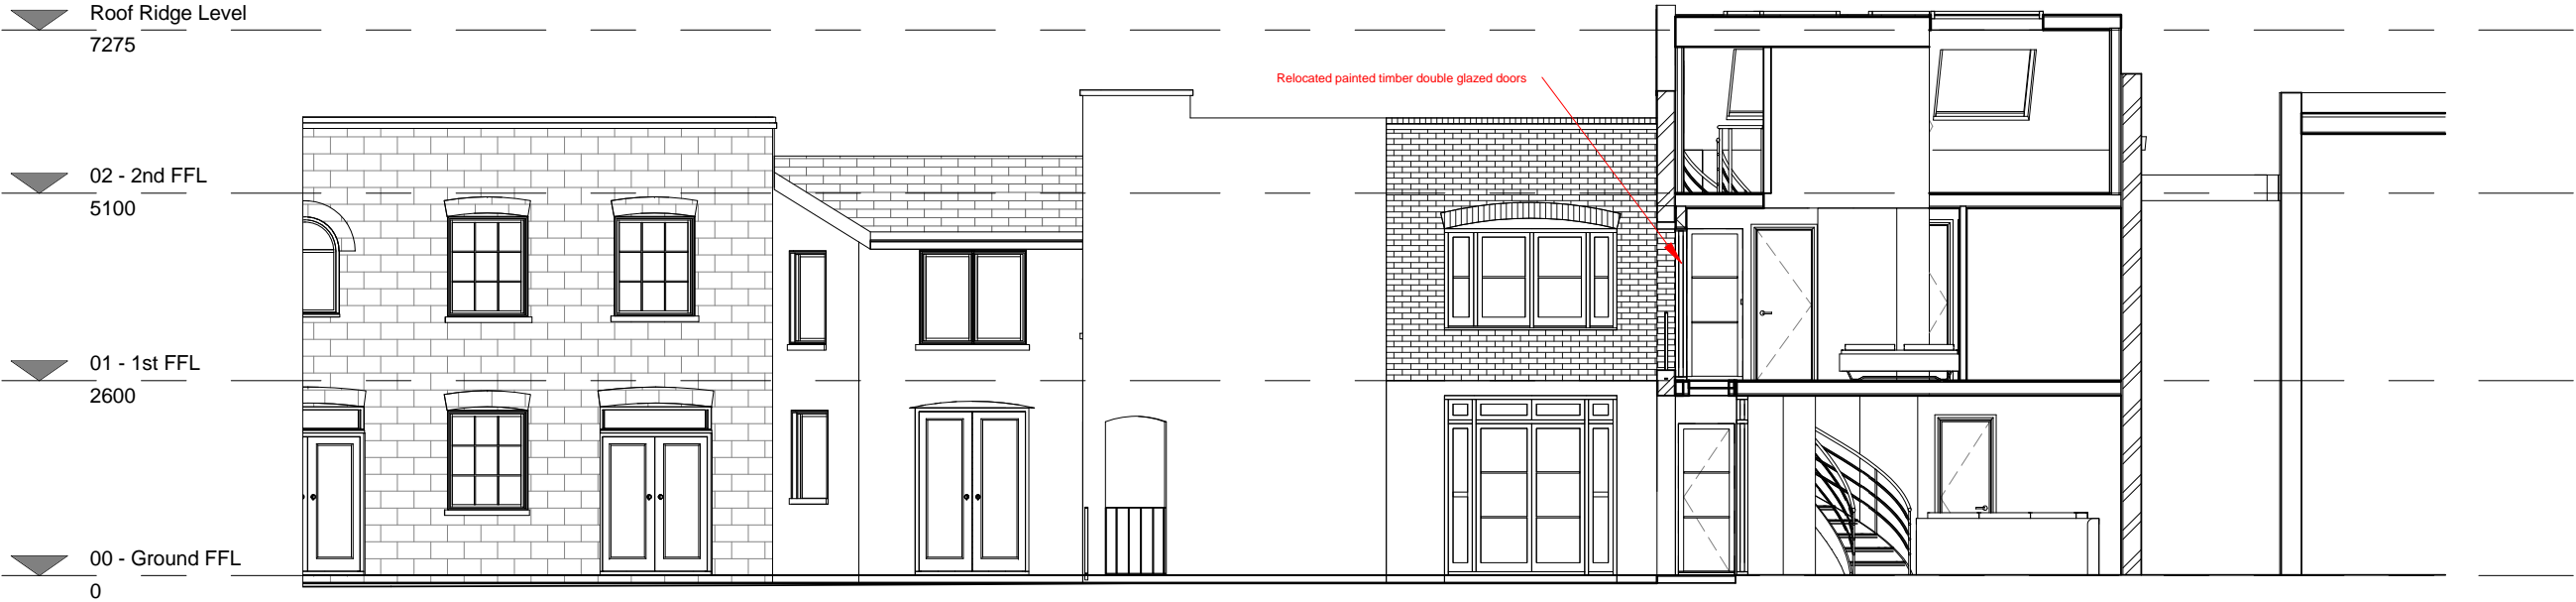 Roof Ridge Level
7275
Relocated painted timber double glazed doors
02 - 2nd FFL
5100
01 - 1st FFL
2600
00 - Ground FFL
0